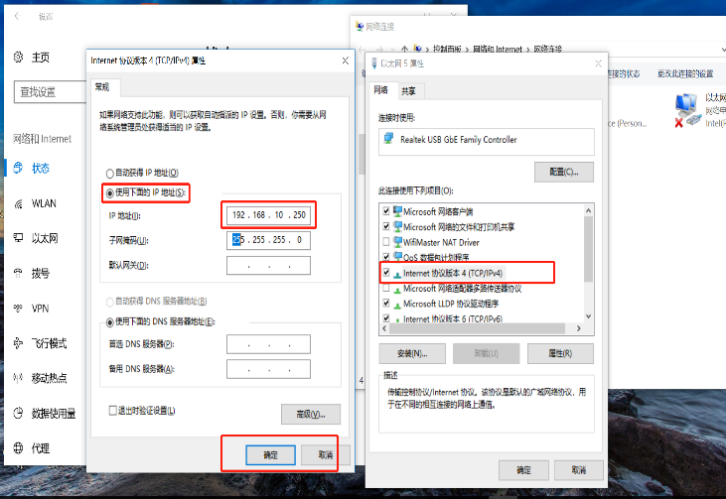 设置
主页
查找设置
网络和 Internet
状态
WLAN
以太网
拨号
VPN
飞行模式
移动热点
数据使用量
代理
Internet 协议版本 4 (TCP/IPv4) 属性
常规
如果网络支持此功能，则可以获取自动指派的 IP 设置。否则，你需要从网
络系统管理员处获得适当的 IP 设置。
自动获得 IP 地址(O)
使用下面的 IP 地址(S):
IP 地址(I):
192 . 168 . 10 . 250
子网掩码(U):
255 . 255 . 255 . 0
默认网关(D):
自动获得 DNS 服务器地址(B)
使用下面的 DNS 服务器地址(E):
首选 DNS 服务器(P):
备用 DNS 服务器(A):
退出时验证设置(L)
高级(V)...
确定
取消
网络连接
控制面板 > 网络和 Internet > 网络连接
连接的状态
更改此连接的设置
以太网
Intel(
ce (Person...
以太网 5 属性
网络
共享
连接时使用:
Realtek USB GbE Family Controller
配置(C)...
此连接使用下列项目(O):
Microsoft 网络客户端
Microsoft 网络的文件和打印机共享
WifiMaster NAT Driver
QoS 数据包计划程序
Internet 协议版本 4 (TCP/IPv4)
Microsoft 网络适配器多路传送器协议
Microsoft LLDP 协议驱动程序
Internet 协议版本 6 (TCP/IPv6)
安装(N)...
卸载(U)
属性(R)
描述
传输控制协议/Internet 协议。该协议是默认的广域网络协议，用
于在不同的相互连接的网络上通信。
确定
取消